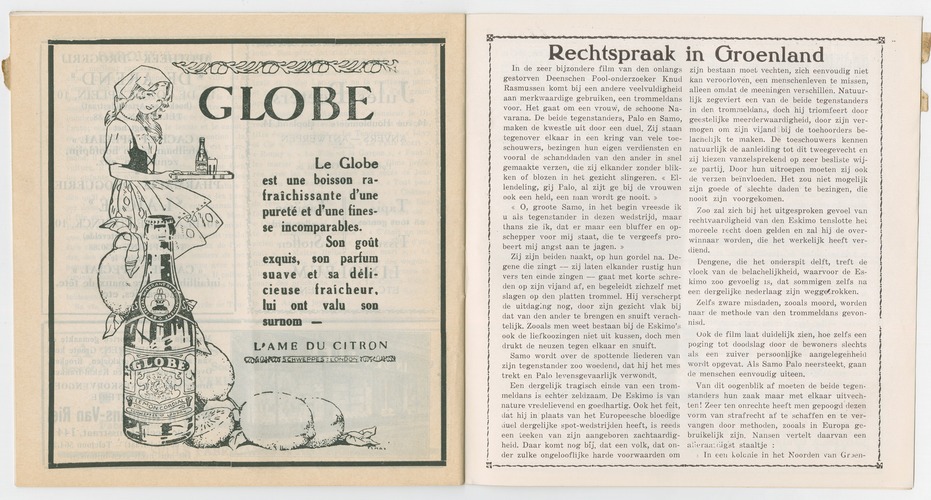 GLOBE
Le Globe
est une boisson ra-
fraîchissante d'une
pureté et d'une fines-
se incomparables.
Son goût
exquis, son parfum
suave et sa déli-
cieuse fraîcheur,
lui ont valu son
surnom —
L'AME DU CITRON
SCHWEPPES · LONDON
GLOBE
Rechtspraak in Groenland
In de zeer bijzondere film van den onlangs
gestorven Deenschen Pool-onderzoeker Knud
Rasmussen komt bij een andere veelvuldigheid
aan merkwaardige gebruiken, een trommeldans
voor. Het gaat om een vrouw, de schoone Na-
varana. De beide tegenstanders, Palo en Samo,
maken de kwestie uit door een duel. Zij staan
tegenover elkaar in een kring van vele toe-
schouwers, bezingen hun eigen verdiensten en
vooral de schanddaden van den ander in snel
gemaakte verzen, die zij elkander zonder blik-
ken of blozen in het gezicht slingeren. « El-
lendeling, gij Palo, al zijt ge bij de vrouwen
ook een held, een man wordt ge nooit. »
« O, groote Samo, in het begin vreesde ik
u als tegenstander in dezen wedstrijd, maar
thans zie ik, dat er maar een bluffer en op-
schepper voor mij staat, die te vergeefs pro-
beert mij angst aan te jagen. »
Zij zijn beiden naakt, op hun gordel na. De-
gene die zingt — zij laten elkander rustig hun
vers ten einde zingen — gaat met korte schre-
den op zijn vijand af, en begeleidt zichzelf met
slagen op den platten trommel. Hij verscherpt
de uitdaging nog, door zijn gezicht vlak bij
dat van den ander te brengen en snuift verach-
telijk. Zooals men weet bestaan bij de Eskimo's
ook de liefkoozingen niet uit kussen, doch men
drukt de neuzen tegen elkaar en snuift.
Samo wordt over de spottende liederen van
zijn tegenstander zoo woedend, dat hij het mes
trekt en Palo levensgevaarlijk verwondt.
Een dergelijk tragisch einde van een trom-
meldans is echter zeldzaam. De Eskimo is van
nature vredelievend en goedhartig. Ook het feit,
dat hij in plaats van het Europeesche bloedige
duel dergelijke spot-wedstrijden heeft, is reeds
een teeken van zijn aangeboren zachtaardig-
heid. Daar komt nog bij, dat een volk, dat on-
der zulke ongelooflijke harde voorwaarden om
zijn bestaan moet vechten, zich eenvoudig niet
kan veroorloven, een menschenleven te missen,
alleen omdat de meeningen verschillen. Natuur-
lijk zegeviert een van de beide tegenstanders
in den trommeldans, doch hij triomfeert door
geestelijke meerderwaardigheid, door zijn ver-
mogen om zijn vijand bij de toehoorders be-
lachelijk te maken. De toeschouwers kennen
natuurlijk de aanleiding tot dit tweegevecht en
zij kiezen vanzelsprekend op zeer besliste wij-
ze partij. Door hun uitroepen moeten zij ook
de verzen beïnvloeden. Het zou niet mogelijk
zijn goede of slechte daden te bezingen, die
nooit zijn voorgekomen.
Zoo zal zich bij het uitgesproken gevoel van
rechtvaardigheid van den Eskimo tenslotte het
moreele recht doen gelden en zal hij de over-
winnaar worden, die het werkelijk heeft ver-
diend.
Dengene, die het onderspit delft, treft de
vloek van de belachelijkheid, waarvoor de Es-
kimo zoo gevoelig is, dat sommigen zelfs na
een dergelijke nederlaag zijn weggetrokken.
Zelfs zware misdaden, zooals moord, worden
naar de methode van den trommeldans gevon-
nisd.
Ook de film laat duidelijk zien, hoe zelfs een
poging tot doodslag door de bewoners slechts
als een zuiver persoonlijke aangelegenheid
wordt opgevat. Als Samo Palo neersteekt, gaan
de menschen eenvoudig uiteen.
Van dit oogenblik af moeten de beide tegen-
standers hun zaak maar met elkaar uitvech-
ten! Zeer ten onrechte heeft men gepoogd dezen
vorm van strafrecht af te schaffen en te ver-
vangen door methoden, zooals in Europa ge-
bruikelijk zijn. Nansen vertelt daarvan een
alleraardigst staaltje :
In een kolonie in het Noorden van Groen-